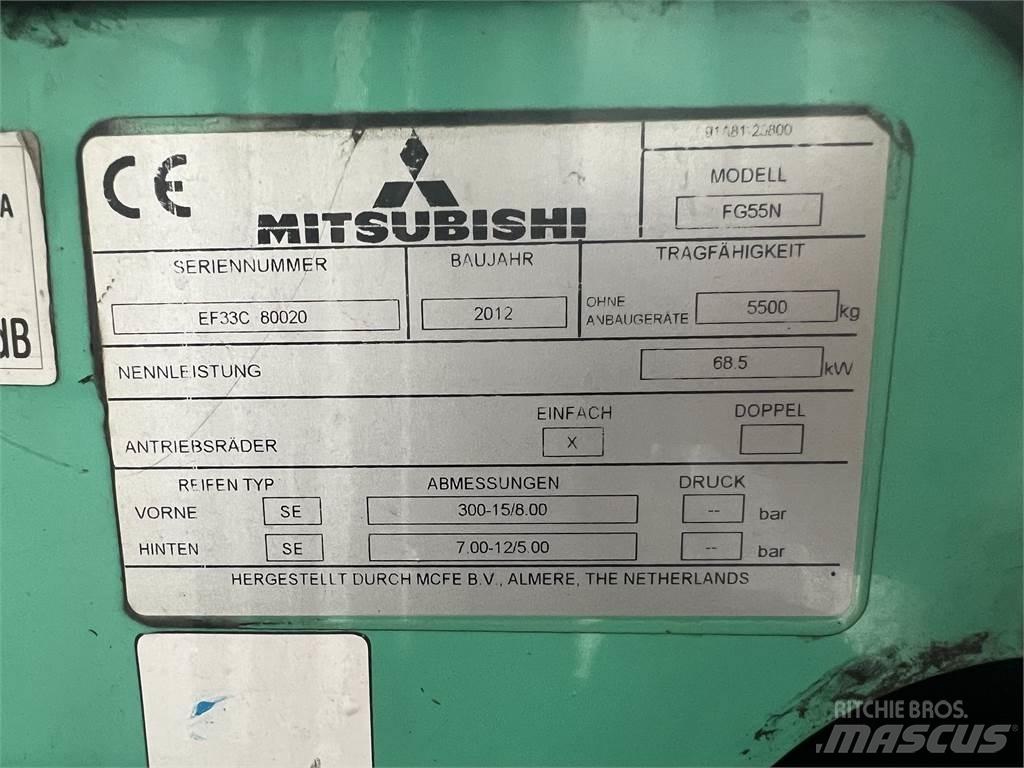 A
dB
CE
MITSUBISHI
91A81 23800
MODELL
FG55N
SERIENNUMMER
EF33C 80020
BAUJAHR
2012
TRAGFÄHIGKEIT
OHNE
ANBAUGERÄTE
5500 kg
NENNLEISTUNG 68.5 kW
EINFACH DOPPEL
ANTRIEBSRÄDER X
REIFEN TYP ABMESSUNGEN DRUCK
VORNE SE 300-15/8.00 -- bar
HINTEN SE 7.00-12/5.00 -- bar
HERGESTELLT DURCH MCFE B.V., ALMERE, THE NETHERLANDS
RITCHIE BROS.
MASCUS